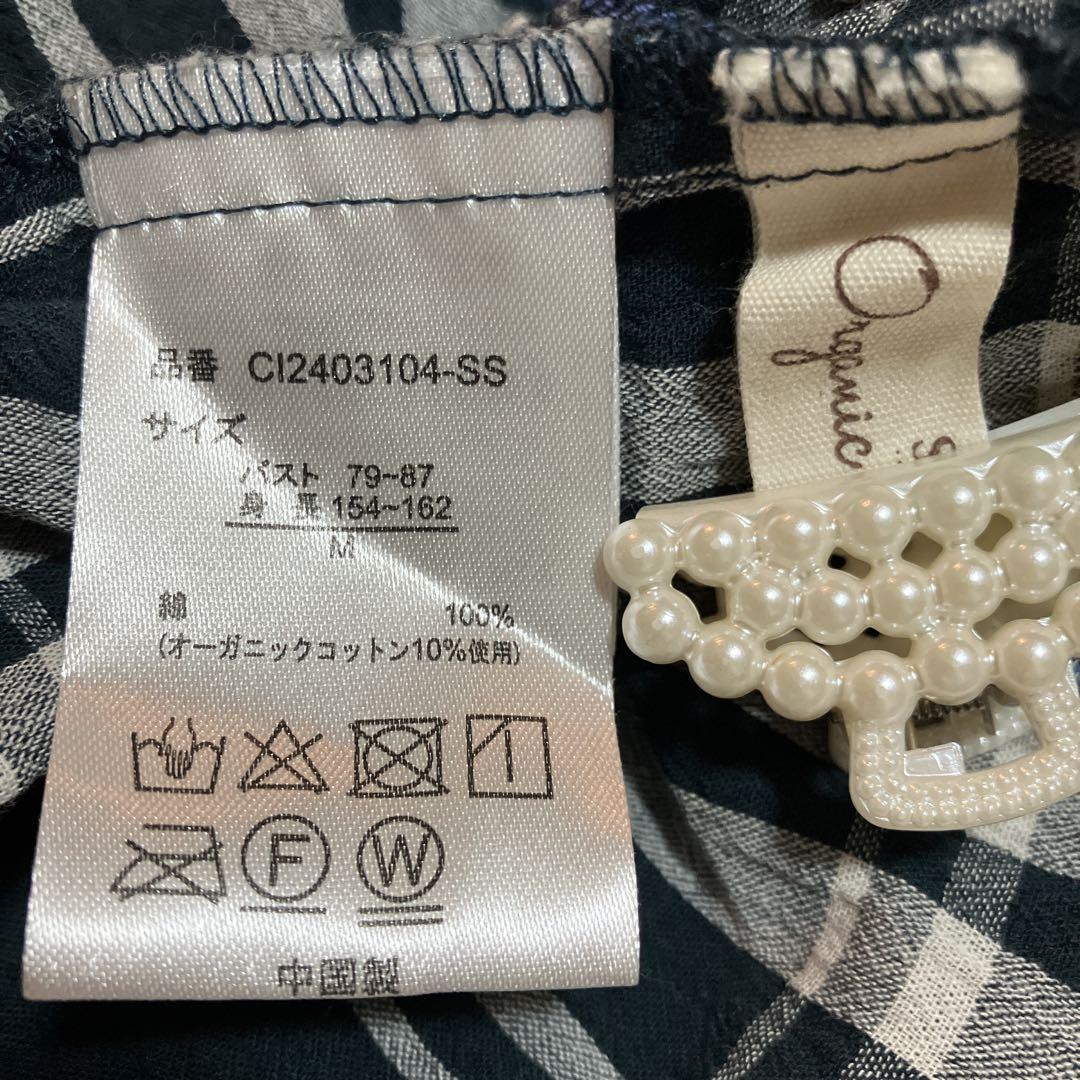 品番 CI2403104-SS
サイズ
バスト 79~87
身 長 154~162
M
綿 100%
(オーガニックコットン10%使用)
F
W
中国製
Organic
S